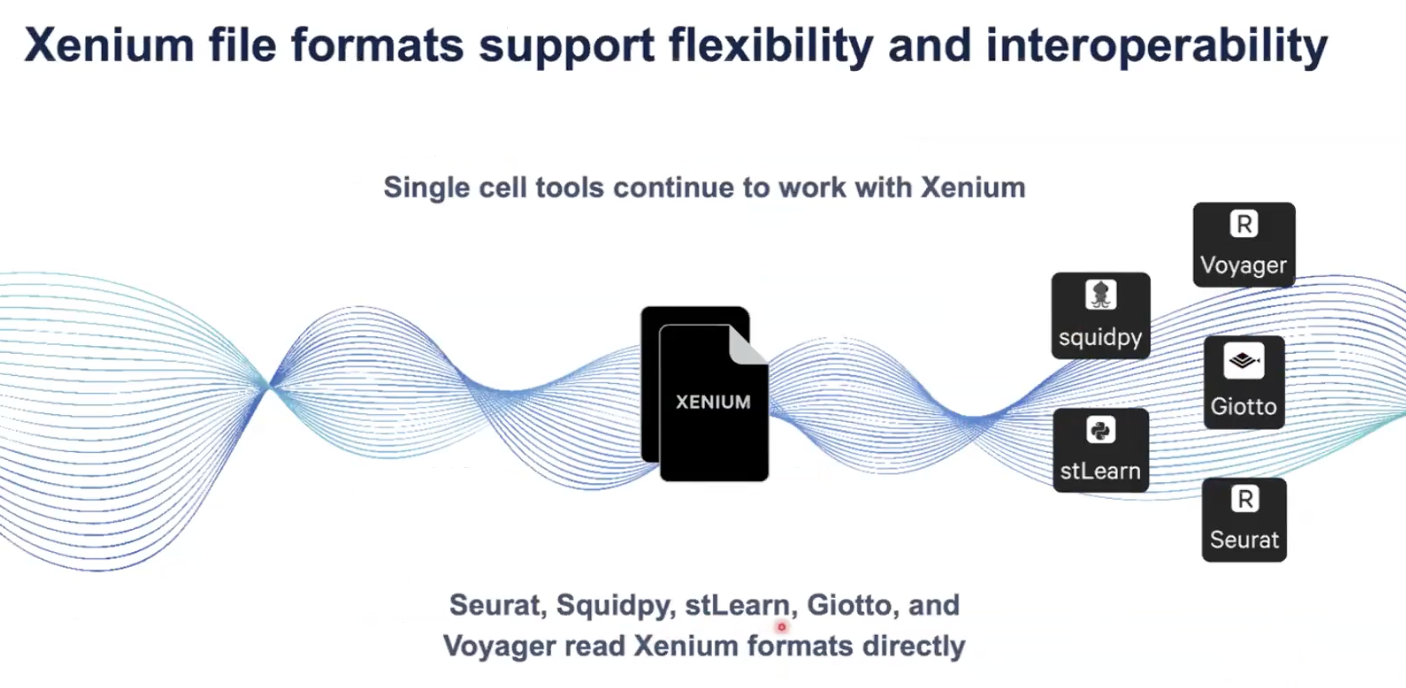 Xenium file formats support flexibility and interoperability
Single cell tools continue to work with Xenium
R
Voyager
squidpy
XENIUM
Giotto
stLearn
R
Seurat
Seurat, Squidpy, stLearn, Giotto, and
Voyager read Xenium formats directly